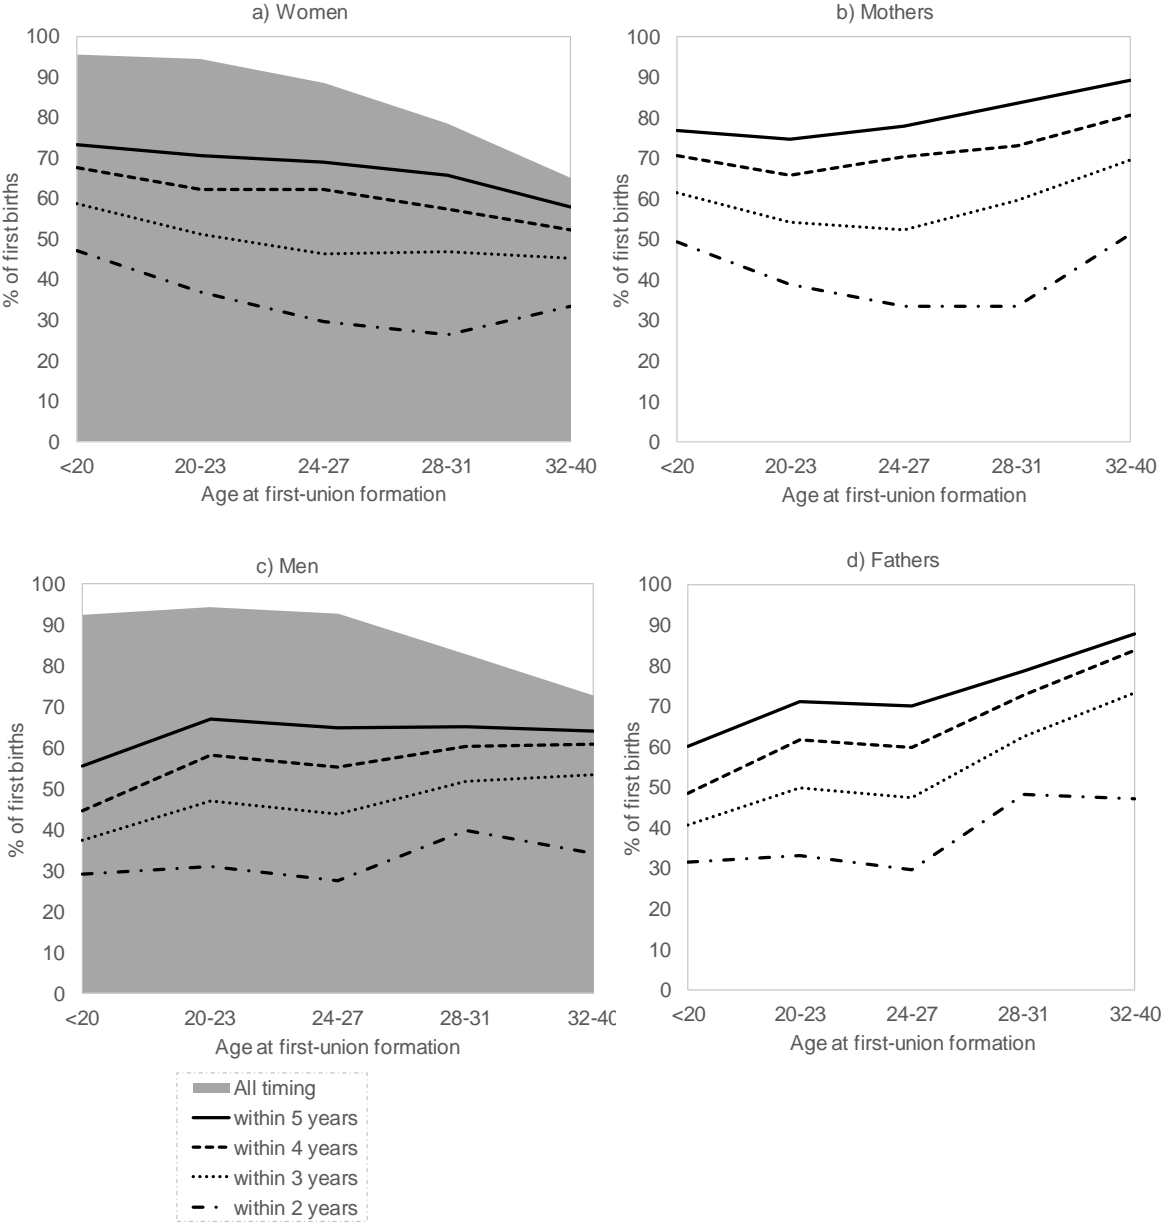 a) Women
100
90
80
70
60
50
40
30
20
10
0
% of first births
<20 20-23 24-27 28-31 32-40
Age at first-union formation
b) Mothers
100
90
80
70
60
50
40
30
20
10
0
% of first births
<20 20-23 24-27 28-31 32-40
Age at first-union formation
c) Men
100
90
80
70
60
50
40
30
20
10
0
% of first births
<20 20-23 24-27 28-31 32-40
Age at first-union formation
d) Fathers
100
90
80
70
60
50
40
30
20
10
0
% of first births
<20 20-23 24-27 28-31 32-40
Age at first-union formation
All timing
within 5 years
within 4 years
within 3 years
within 2 years